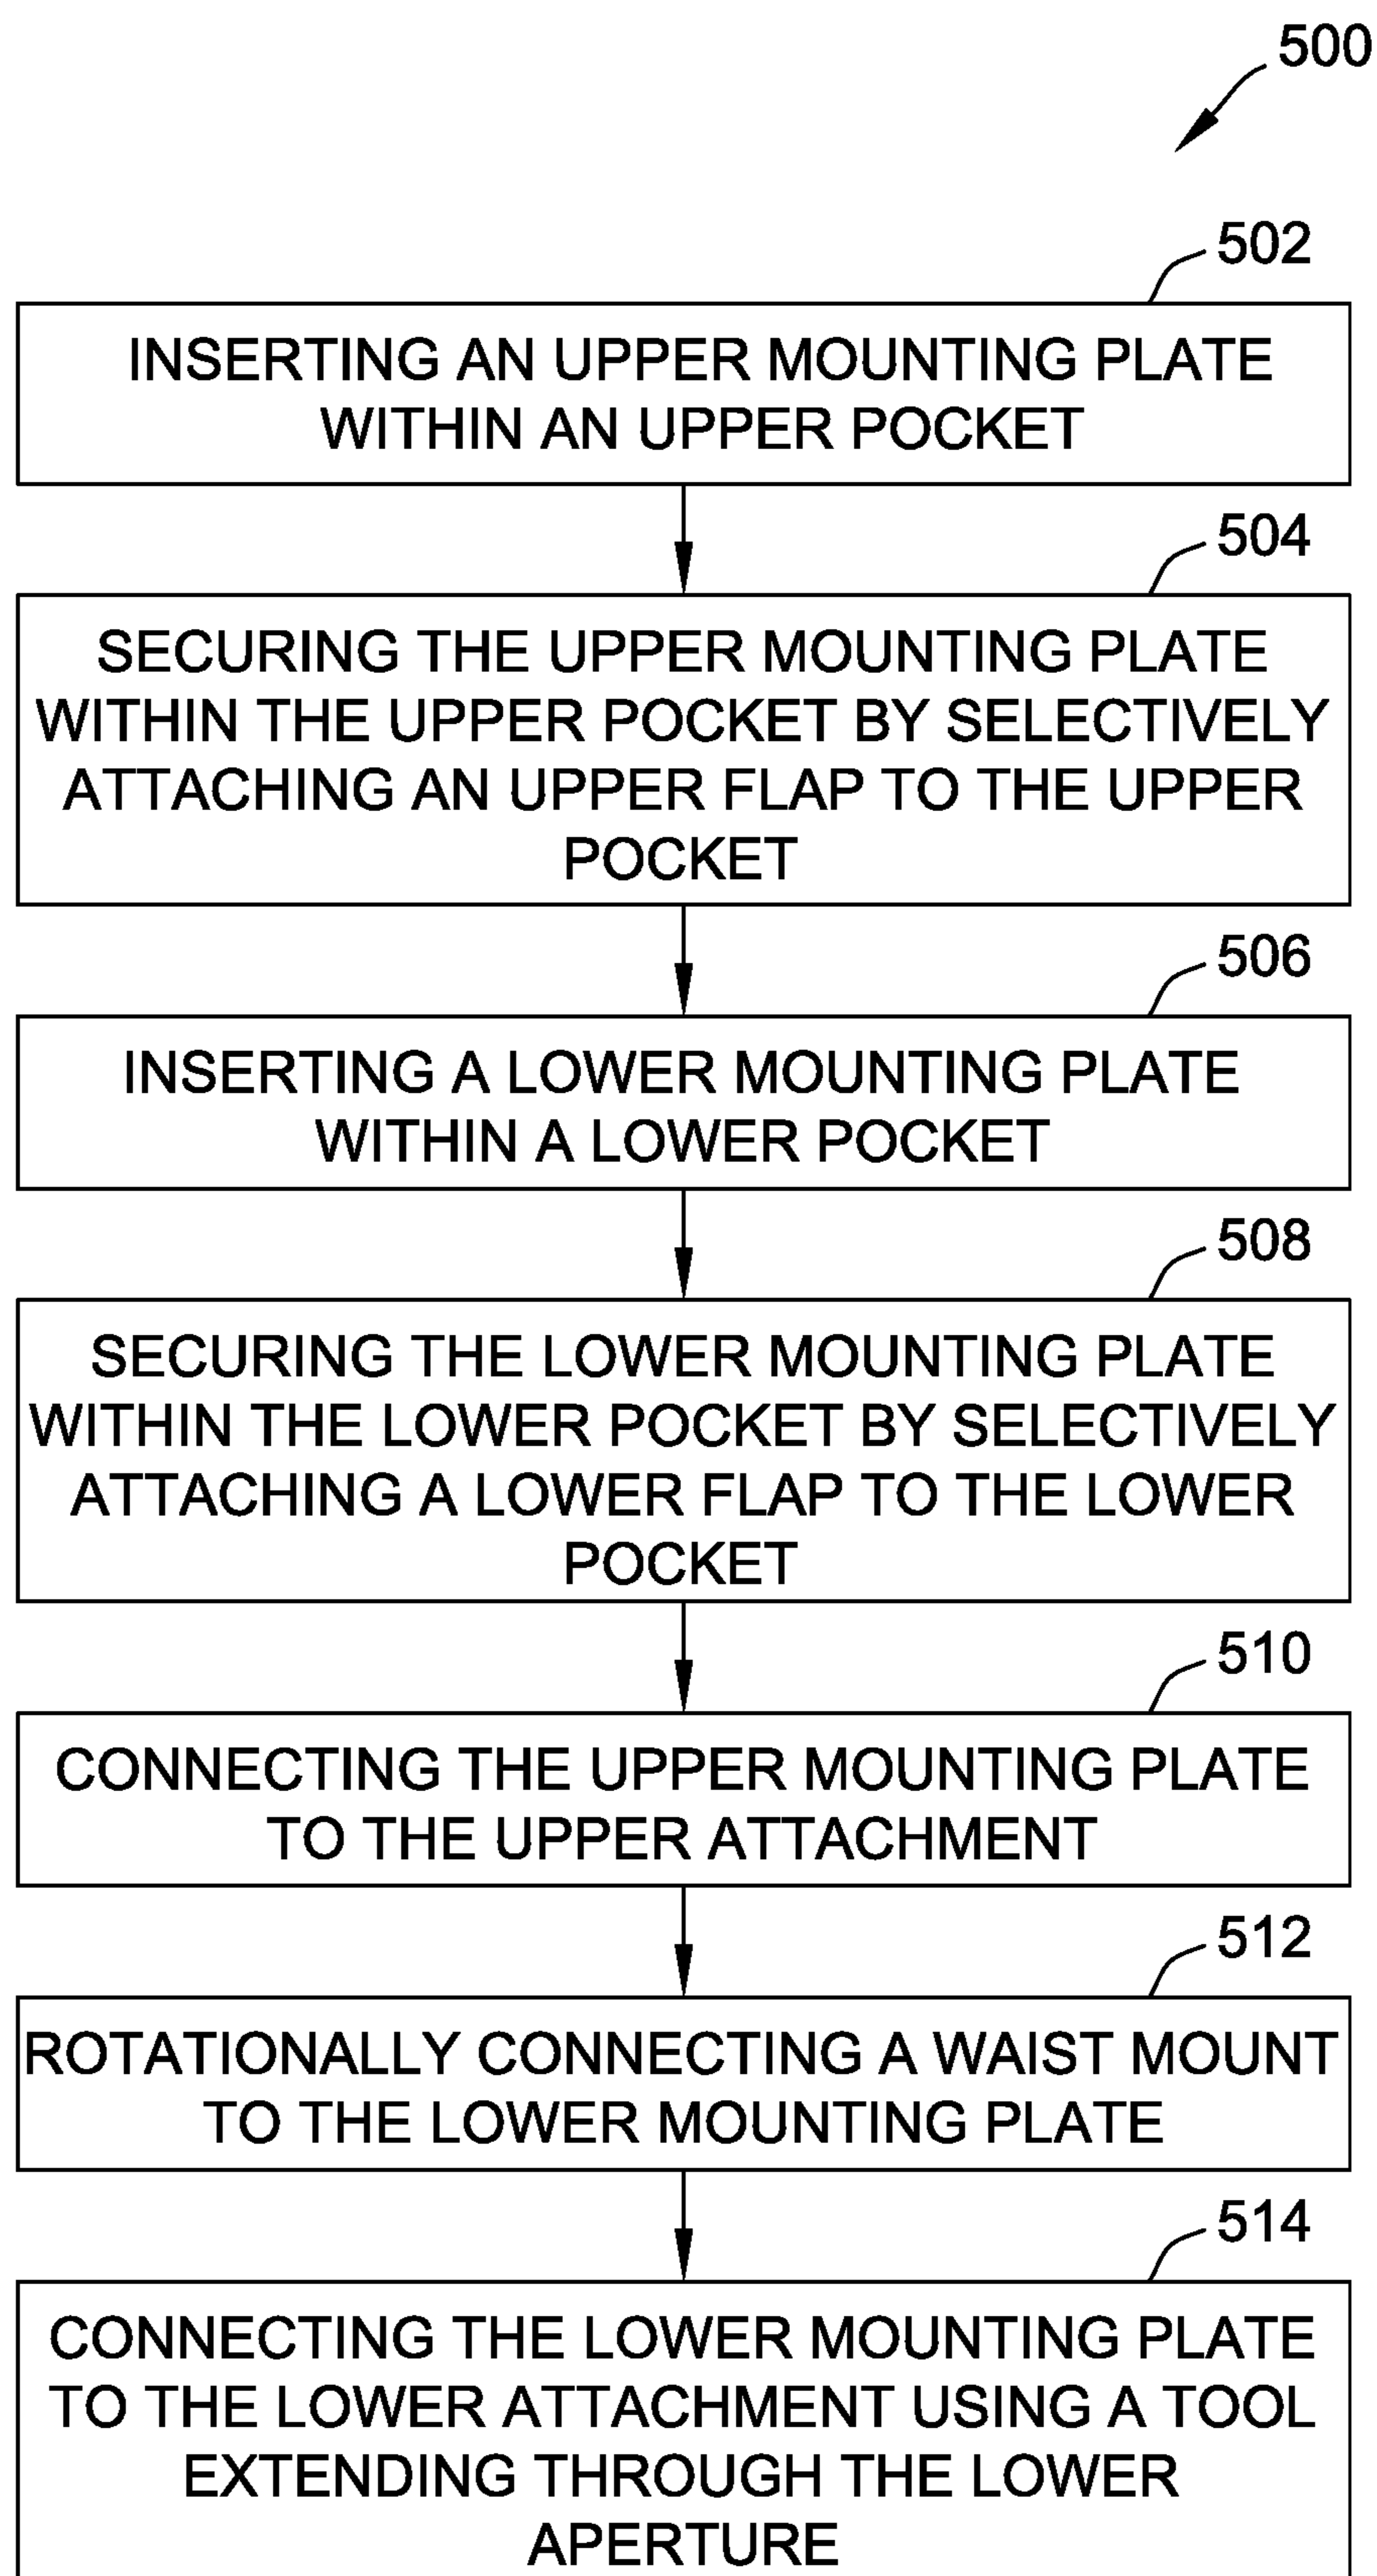 500
502
INSERTING AN UPPER MOUNTING PLATE
WITHIN AN UPPER POCKET
504
SECURING THE UPPER MOUNTING PLATE
WITHIN THE UPPER POCKET BY SELECTIVELY
ATTACHING AN UPPER FLAP TO THE UPPER
POCKET
506
INSERTING A LOWER MOUNTING PLATE
WITHIN A LOWER POCKET
508
SECURING THE LOWER MOUNTING PLATE
WITHIN THE LOWER POCKET BY SELECTIVELY
ATTACHING A LOWER FLAP TO THE LOWER
POCKET
510
CONNECTING THE UPPER MOUNTING PLATE
TO THE UPPER ATTACHMENT
512
ROTATIONALLY CONNECTING A WAIST MOUNT
TO THE LOWER MOUNTING PLATE
514
CONNECTING THE LOWER MOUNTING PLATE
TO THE LOWER ATTACHMENT USING A TOOL
EXTENDING THROUGH THE LOWER
APERTURE